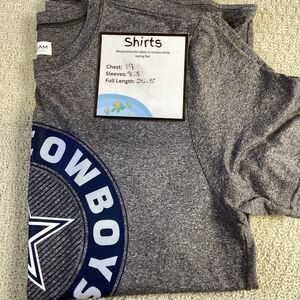 Shirts
Measurements taken in inches while
laying flat
Chest: 19
Sleeves: 8.5
Full Length: 26.5
COWBOYS